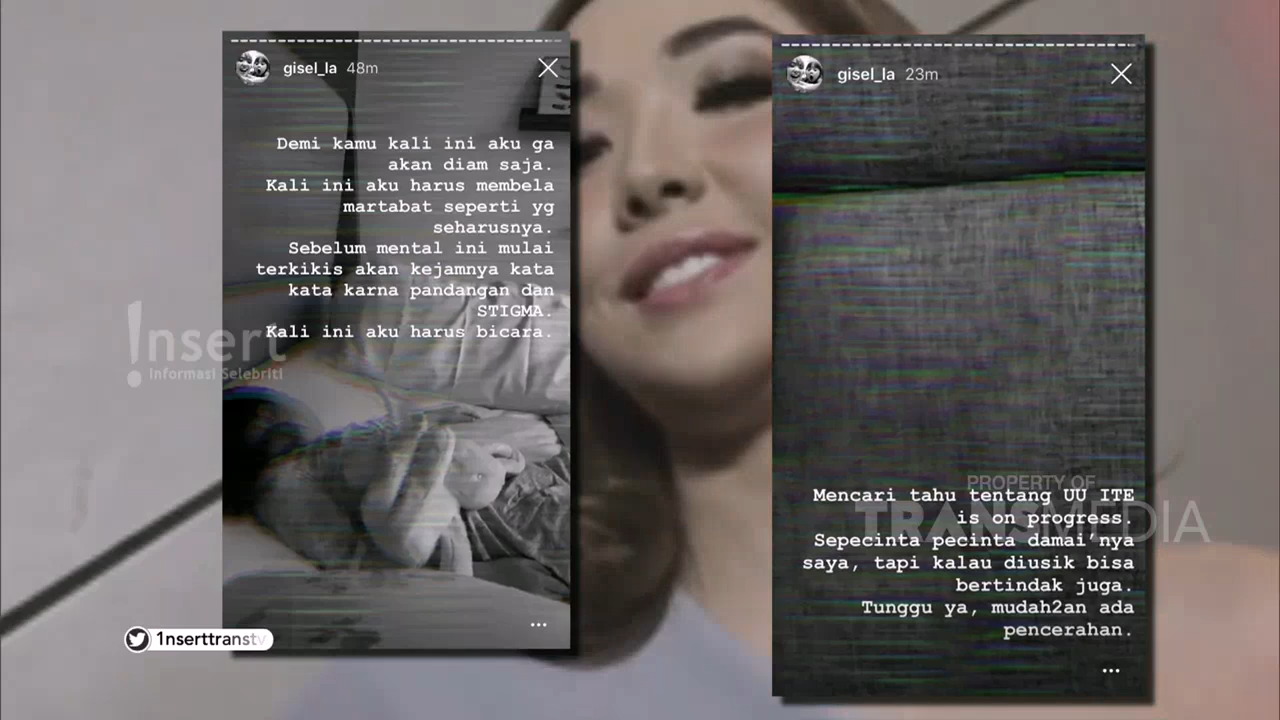 gisel_la 48m
Demi kamu kali ini aku ga
akan diam saja.
Kali ini aku harus membela
martabat seperti yg
seharusnya.
Sebelum mental ini mulai
terkikis akan kejamnya kata
kata karna pandangan dan
STIGMA.
Kali ini aku harus bicara.
!nsert
Informasi Selebriti
1nserttranstv
gisel_la 23m
PROPERTY OF
TRANSMEDIA
Mencari tahu tentang UU ITE
is on progress.
Sepecinta pecinta damai’nya
saya, tapi kalau diusik bisa
bertindak juga.
Tunggu ya, mudah2an ada
pencerahan.